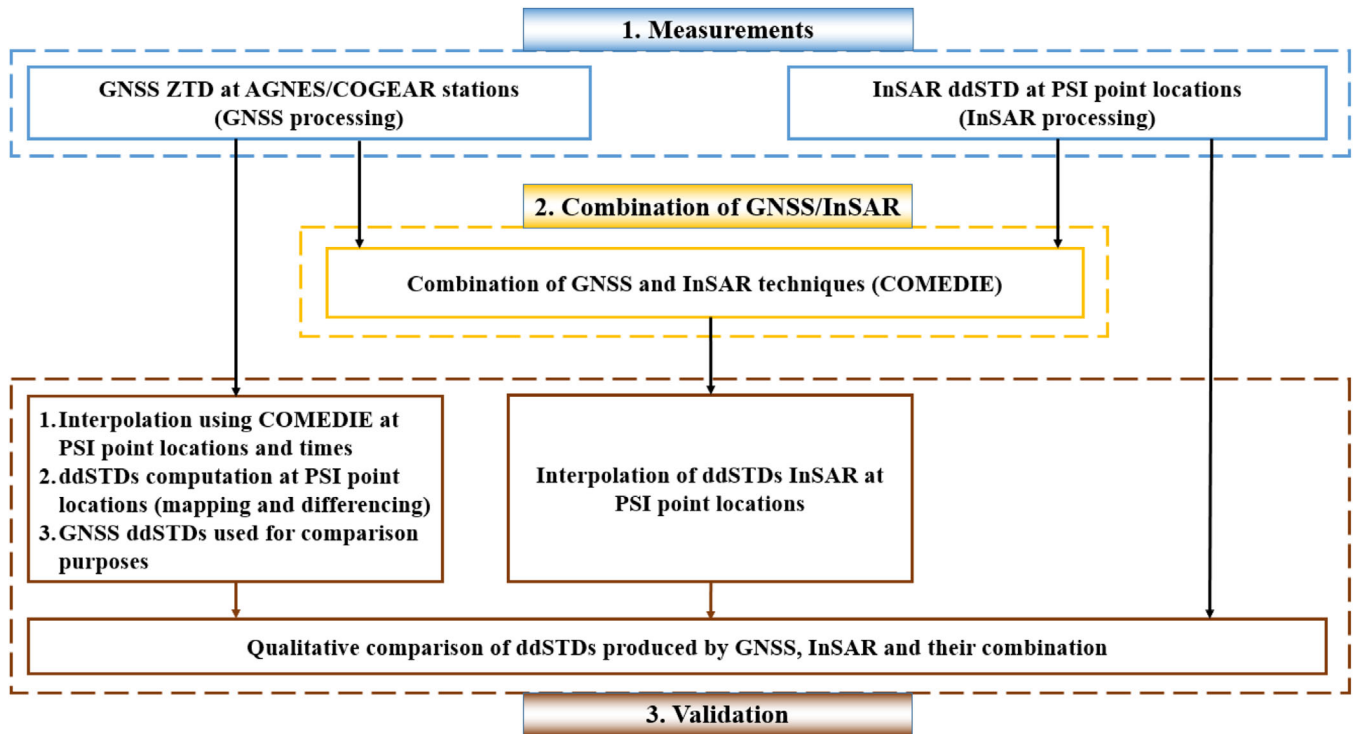 1. Measurements
GNSS ZTD at AGNES/COGEAR stations
(GNSS processing)
InSAR ddSTD at PSI point locations
(InSAR processing)
2. Combination of GNSS/InSAR
Combination of GNSS and InSAR techniques (COMEDIE)
1. Interpolation using COMEDIE at
PSI point locations and times
2. ddSTDs computation at PSI point
locations (mapping and differencing)
3. GNSS ddSTDs used for comparison
purposes
Interpolation of ddSTDs InSAR at
PSI point locations
Qualitative comparison of ddSTDs produced by GNSS, InSAR and their combination
3. Validation